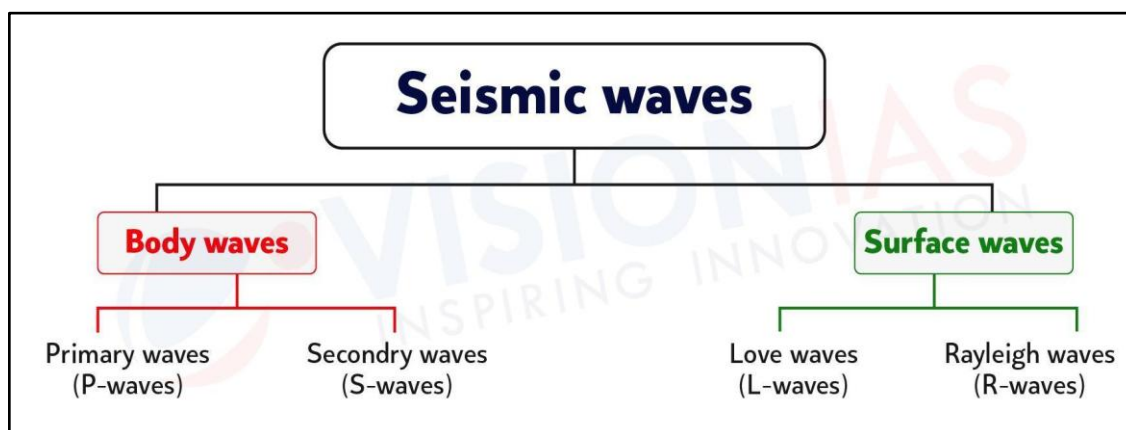 Seismic waves
VISIONIAS
INSPIRING INNOVATION
Body waves
Surface waves
Primary waves
(P-waves)
Secondry waves
(S-waves)
Love waves
(L-waves)
Rayleigh waves
(R-waves)